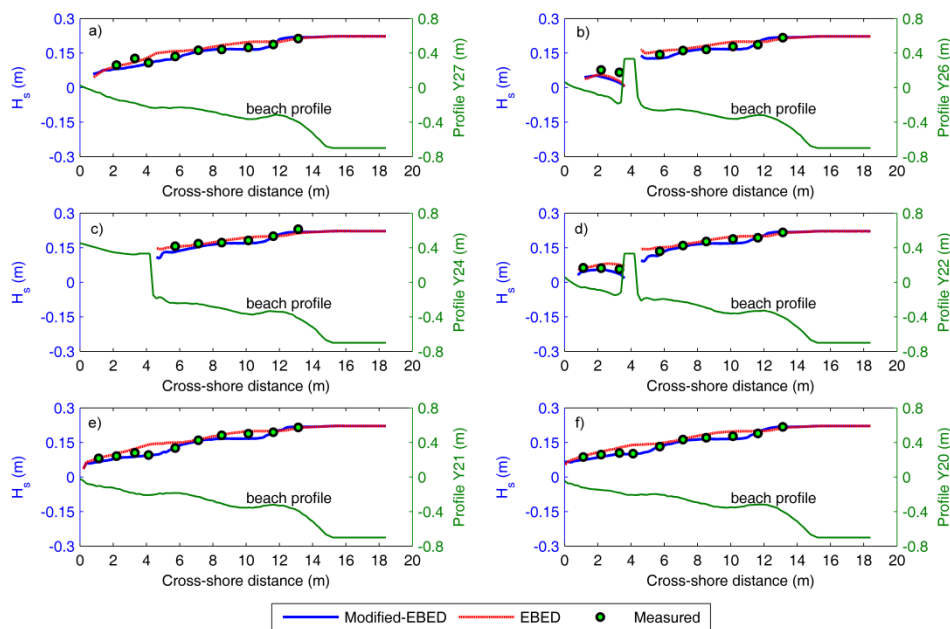 a)
0.3
0.15
0
-0.15
-0.3
H_s (m)
0.8
0.4
0
-0.4
-0.8
Profile Y27 (m)
beach profile
0 2 4 6 8 10 12 14 16 18 20
Cross-shore distance (m)
b)
0.3
0.15
0
-0.15
-0.3
H_s (m)
0.8
0.4
0
-0.4
-0.8
Profile Y26 (m)
beach profile
0 2 4 6 8 10 12 14 16 18 20
Cross-shore distance (m)
c)
0.3
0.15
0
-0.15
-0.3
H_s (m)
0.8
0.4
0
-0.4
-0.8
Profile Y24 (m)
beach profile
0 2 4 6 8 10 12 14 16 18 20
Cross-shore distance (m)
d)
0.3
0.15
0
-0.15
-0.3
H_s (m)
0.8
0.4
0
-0.4
-0.8
Profile Y22 (m)
beach profile
0 2 4 6 8 10 12 14 16 18 20
Cross-shore distance (m)
e)
0.3
0.15
0
-0.15
-0.3
H_s (m)
0.8
0.4
0
-0.4
-0.8
Profile Y21 (m)
beach profile
0 2 4 6 8 10 12 14 16 18 20
Cross-shore distance (m)
f)
0.3
0.15
0
-0.15
-0.3
H_s (m)
0.8
0.4
0
-0.4
-0.8
Profile Y20 (m)
beach profile
0 2 4 6 8 10 12 14 16 18 20
Cross-shore distance (m)
Modified-EBED EBED Measured